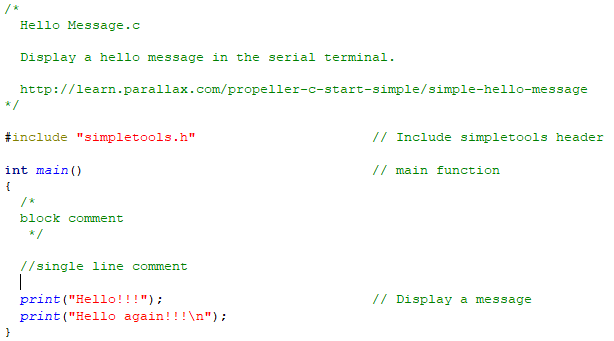 /*
  Hello Message.c

  Display a hello message in the serial terminal.

  http://learn.parallax.com/propeller-c-start-simple/simple-hello-message
*/

#include "simpletools.h"                      // Include simpletools header

int main()                                    // main function
{
  /*
  block comment
   */

  //single line comment

  print("Hello!!!");                          // Display a message
  print("Hello again!!!\n");
}